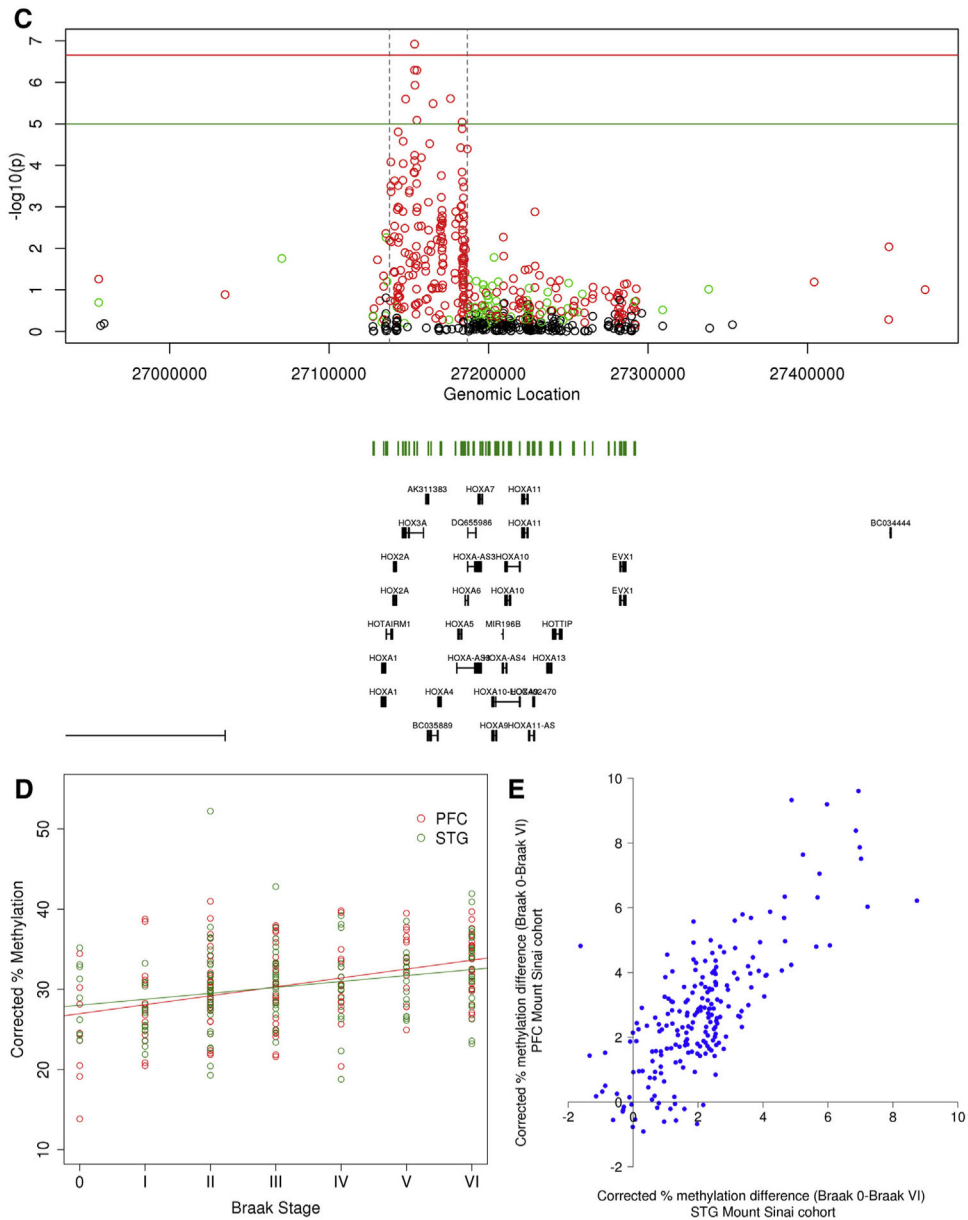 C
7
6
5
4
3
2
1
0
-log10(p)
27000000 27100000 27200000 27300000 27400000
Genomic Location
AK311383 HOXA7 HOXA11
HOX3A DQ655986 HOXA11 BC034444
HOX2A HOXA-AS3 HOXA10 EVX1
HOX2A HOXA6 HOXA10 EVX1
HOTAIRM1 HOXA5 MIR196B HOTTIP
HOXA1 HOXA-AS4 HOXA13
HOXA1 HOXA4
BC035889 HOXA9 HOXA11-AS
D
PFC
STG
50
40
30
20
10
Corrected % Methylation
0 I II III IV V VI
Braak Stage
E
10
8
6
4
2
0
-2
-2 0 2 4 6 8 10
Corrected % methylation difference (Braak 0-Braak VI)
PFC Mount Sinai cohort
Corrected % methylation difference (Braak 0-Braak VI)
STG Mount Sinai cohort